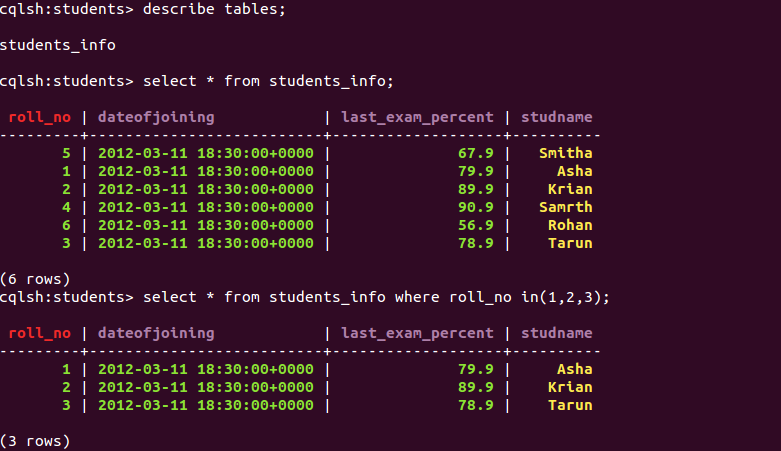 cqlsh:students> describe tables;
students_info
cqlsh:students> select * from students_info;
roll_no | dateofjoining | last_exam_percent | studname
---------+--------------------------+-------------------+----------
5 | 2012-03-11 18:30:00+0000 | 67.9 | Smitha
1 | 2012-03-11 18:30:00+0000 | 79.9 | Asha
2 | 2012-03-11 18:30:00+0000 | 89.9 | Krian
4 | 2012-03-11 18:30:00+0000 | 90.9 | Samrth
6 | 2012-03-11 18:30:00+0000 | 56.9 | Rohan
3 | 2012-03-11 18:30:00+0000 | 78.9 | Tarun
(6 rows)
cqlsh:students> select * from students_info where roll_no in(1,2,3);
roll_no | dateofjoining | last_exam_percent | studname
---------+--------------------------+-------------------+----------
1 | 2012-03-11 18:30:00+0000 | 79.9 | Asha
2 | 2012-03-11 18:30:00+0000 | 89.9 | Krian
3 | 2012-03-11 18:30:00+0000 | 78.9 | Tarun
(3 rows)